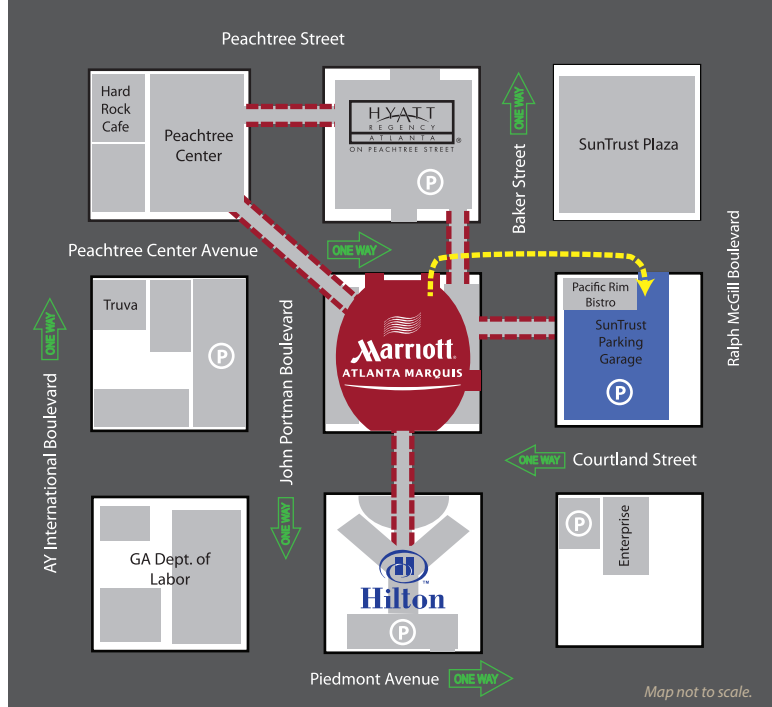 Peachtree Street
Hard
Rock
Cafe
Peachtree
Center
HYATT
REGENCY
ATLANTA
®
ON PEACHTREE STREET
P
ONE WAY
Baker Street
SunTrust Plaza
Peachtree Center Avenue
ONE WAY
Ralph McGill Boulevard
Truva
P
ONE WAY
AY International Boulevard
John Portman Boulevard
ONE WAY
Marriott
ATLANTA MARQUIS
Pacific Rim
Bistro
SunTrust
Parking
Garage
P
ONE WAY
Courtland Street
GA Dept. of
Labor
H
™
Hilton
P
P
Enterprise
Piedmont Avenue
ONE WAY
Map not to scale.